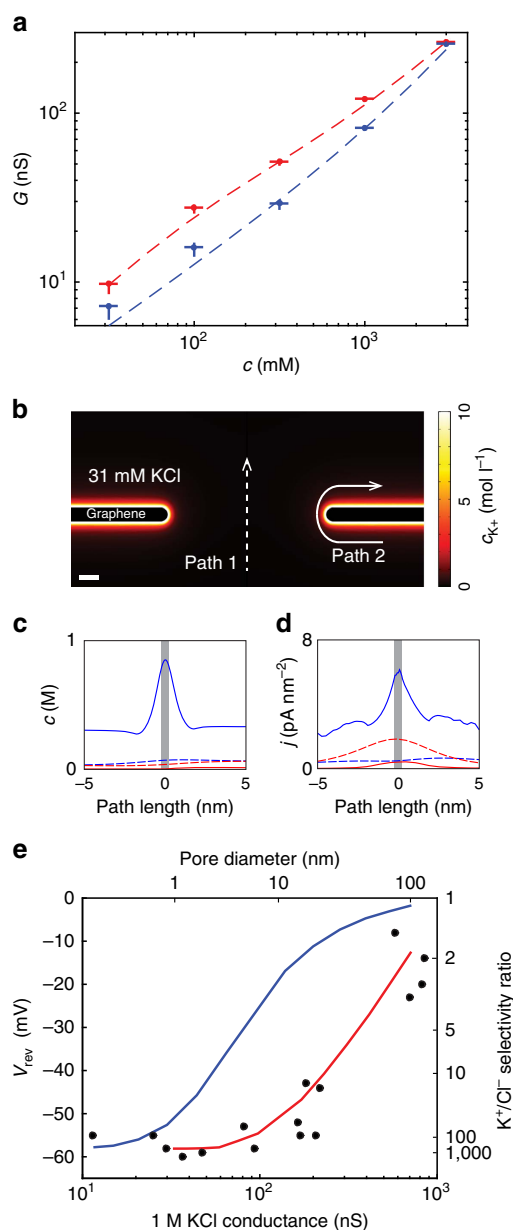 a
G (nS)
10²
10¹
10² 10³
c (mM)
b
31 mM KCl
Graphene
Path 1
Path 2
10
5
0
c_K+ (mol l⁻¹)
c
d
1
0
c (M)
−5 0 5
Path length (nm)
8
0
j (pA nm⁻²)
−5 0 5
Path length (nm)
e
Pore diameter (nm)
1 10 100
0
−10
−20
−30
−40
−50
−60
V_rev (mV)
1
2
5
10
100
1,000
K⁺/Cl⁻ selectivity ratio
10¹ 10² 10³
1 M KCl conductance (nS)